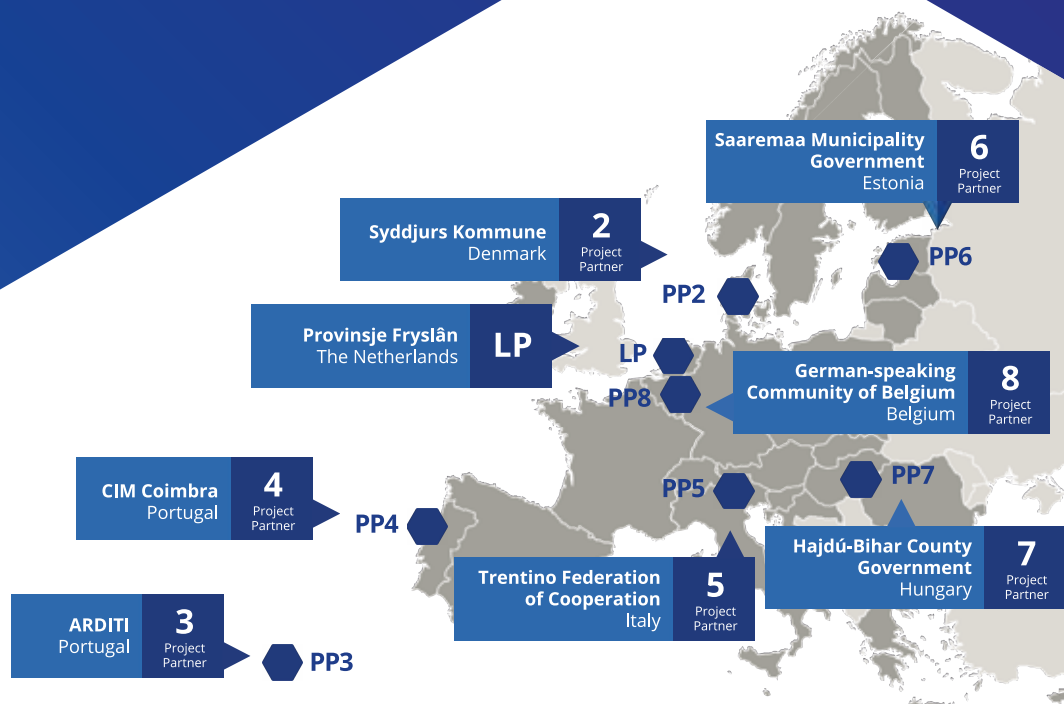 Saaremaa Municipality
Government
Estonia
6
Project
Partner
PP6
Syddjurs Kommune
Denmark
2
Project
Partner
PP2
Provinsje Fryslân
The Netherlands
LP
LP
German-speaking
Community of Belgium
Belgium
8
Project
Partner
PP8
CIM Coimbra
Portugal
4
Project
Partner
PP4
PP5
PP7
Trentino Federation
of Cooperation
Italy
5
Project
Partner
Hajdú-Bihar County
Government
Hungary
7
Project
Partner
ARDITI
Portugal
3
Project
Partner
PP3